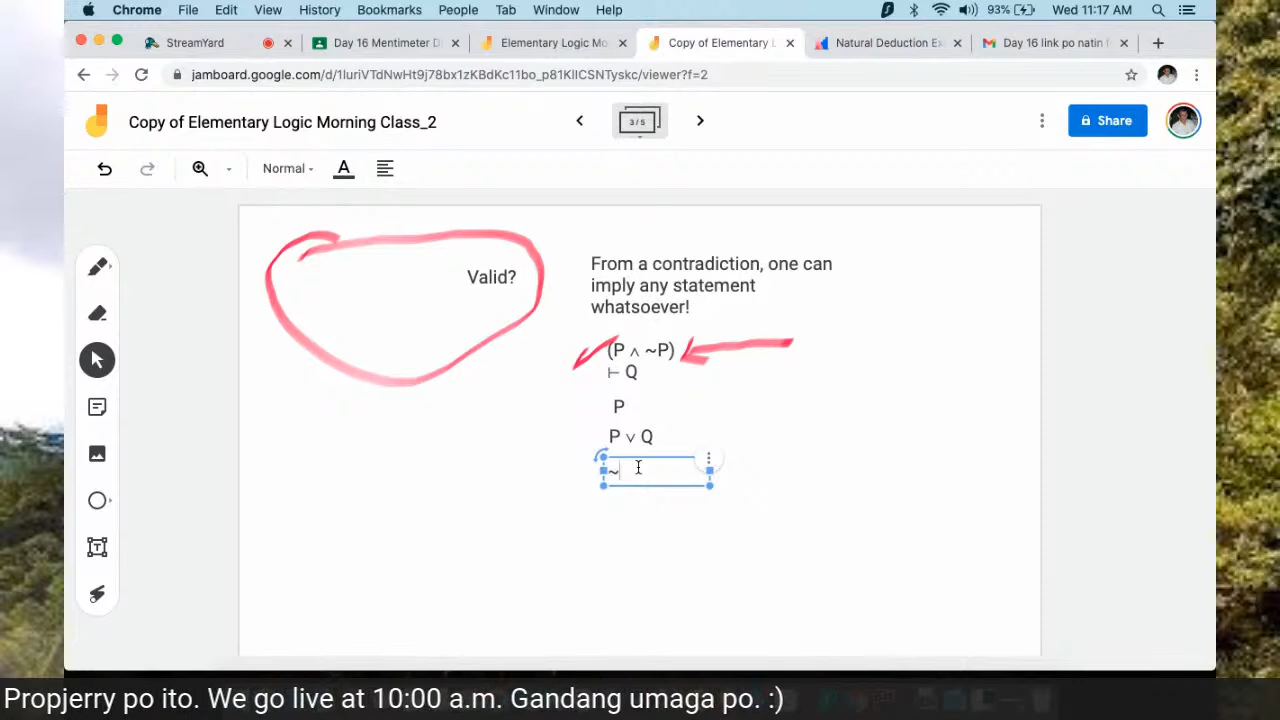 Chrome File Edit View History Bookmarks People Tab Window Help 93% Wed 11:17 AM
StreamYard Day 16 Mentimeter D Elementary Logic Mo Copy of Elementary L Natural Deduction Ex Day 16 link po natin
jamboard.google.com/d/1luriVTdNwHt9j78bx1zKBdKc11bo_p81KlICSNTyskc/viewer?f=2
Copy of Elementary Logic Morning Class_2
3 / 5
Share
Normal A
Valid?
From a contradiction, one can
imply any statement
whatsoever!
(P ∧ ~P)
⊢ Q
P
P ∨ Q
~
Propjerry po ito. We go live at 10:00 a.m. Gandang umaga po. :)